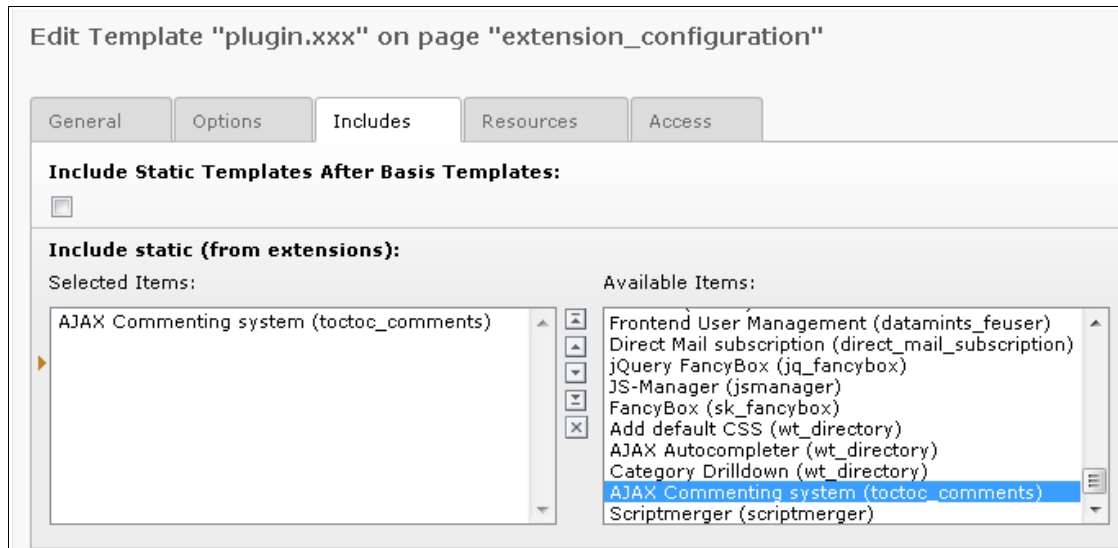 Edit Template "plugin.xxx" on page "extension_configuration"
General
Options
Includes
Resources
Access
Include Static Templates After Basis Templates:
Include static (from extensions):
Selected Items:
Available Items:
AJAX Commenting system (toctoc_comments)
Frontend User Management (datamints_feuser)
Direct Mail subscription (direct_mail_subscription)
jQuery FancyBox (jq_fancybox)
JS-Manager (jsmanager)
FancyBox (sk_fancybox)
Add default CSS (wt_directory)
AJAX Autocompleter (wt_directory)
Category Drilldown (wt_directory)
AJAX Commenting system (toctoc_comments)
Scriptmerger (scriptmerger)